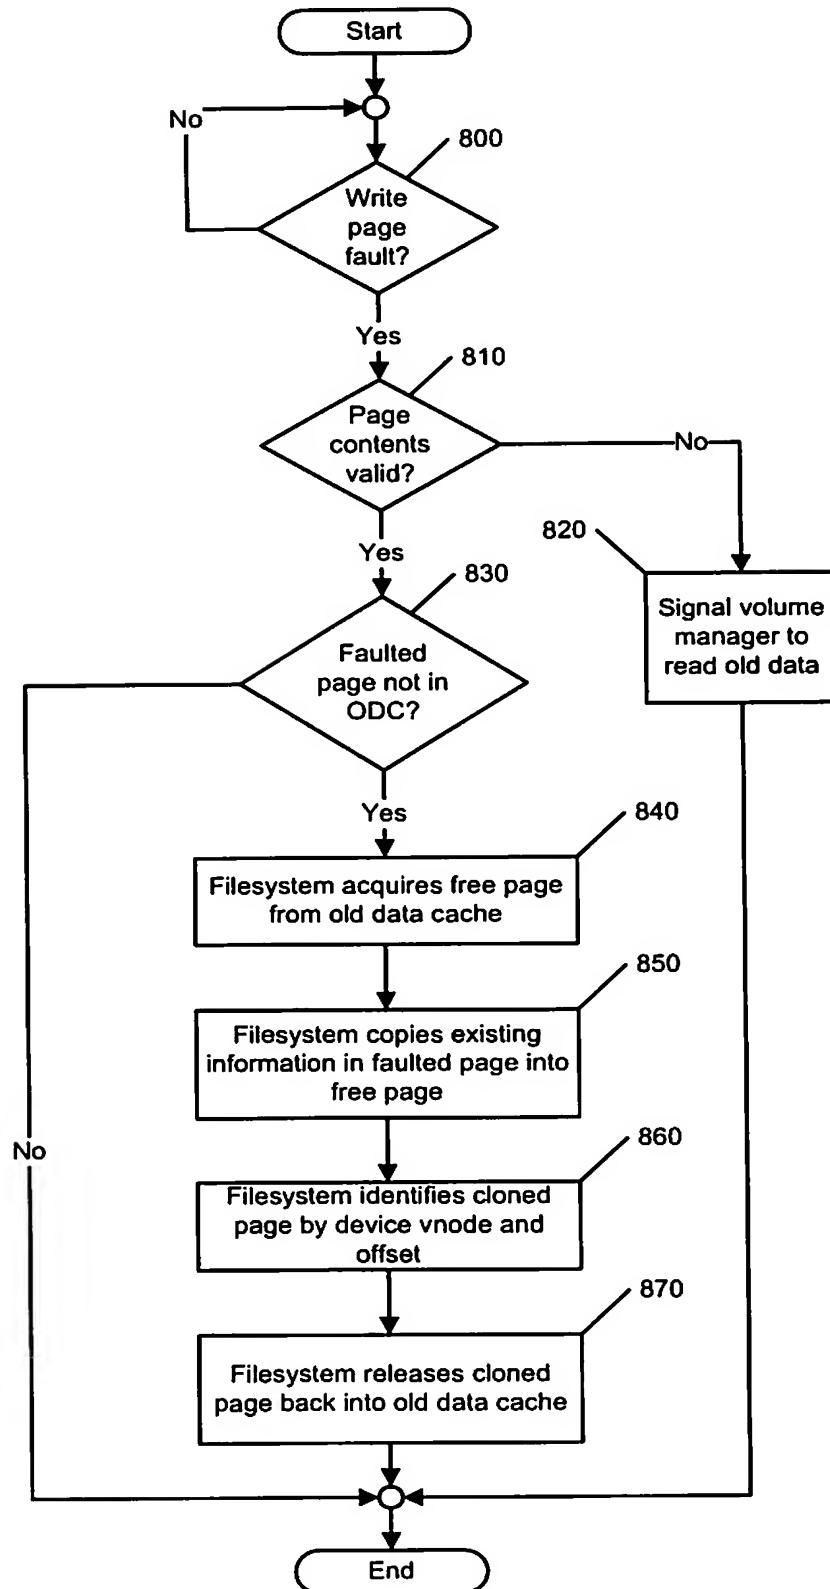 Start
No
800
Write
page
fault?
Yes
810
Page
contents
valid?
No
Yes
820
Signal volume
manager to
read old data
830
Faulted
page not in
ODC?
Yes
840
Filesystem acquires free page
from old data cache
850
Filesystem copies existing
information in faulted page into
free page
No
860
Filesystem identifies cloned
page by device vnode and
offset
870
Filesystem releases cloned
page back into old data cache
End